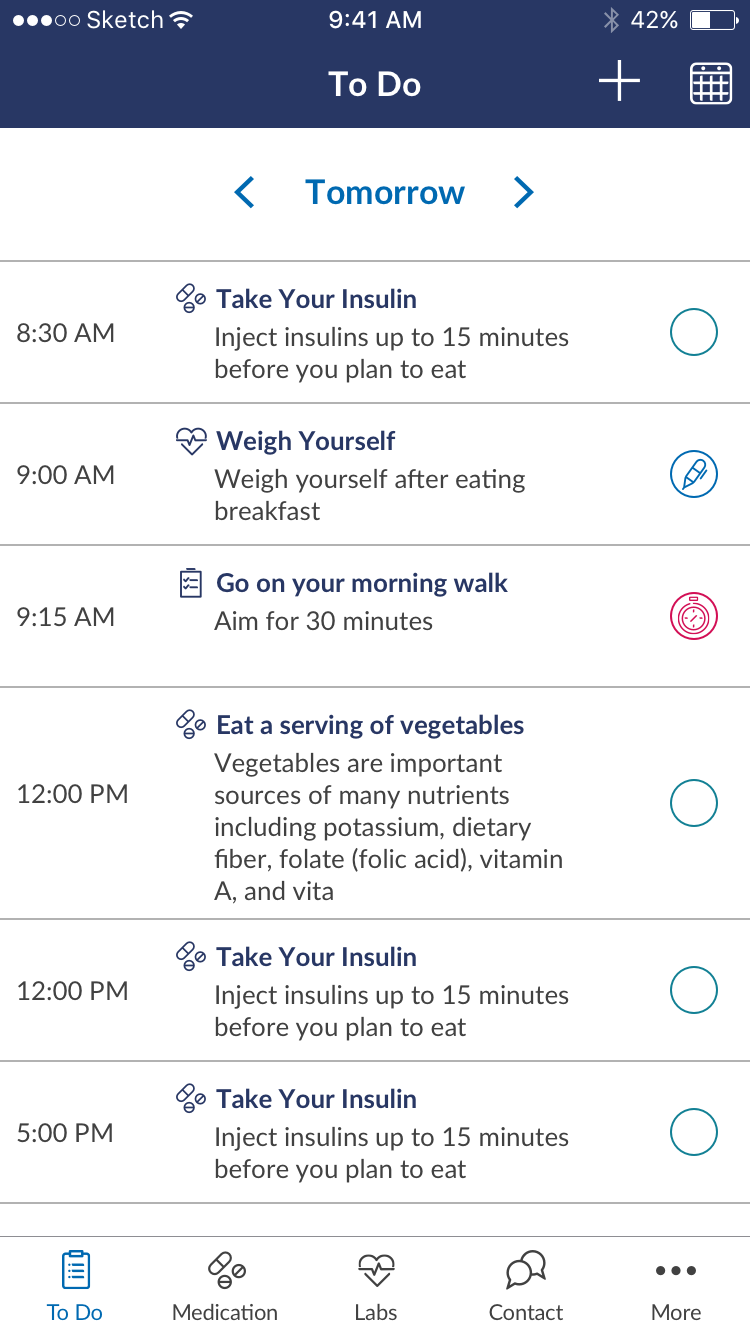 Sketch 9:41 AM 42%
To Do
Tomorrow
Take Your Insulin
8:30 AM
Inject insulins up to 15 minutes
before you plan to eat
Weigh Yourself
9:00 AM
Weigh yourself after eating
breakfast
Go on your morning walk
9:15 AM
Aim for 30 minutes
Eat a serving of vegetables
12:00 PM
Vegetables are important
sources of many nutrients
including potassium, dietary
fiber, folate (folic acid), vitamin
A, and vita
Take Your Insulin
12:00 PM
Inject insulins up to 15 minutes
before you plan to eat
Take Your Insulin
5:00 PM
Inject insulins up to 15 minutes
before you plan to eat
To Do Medication Labs Contact More